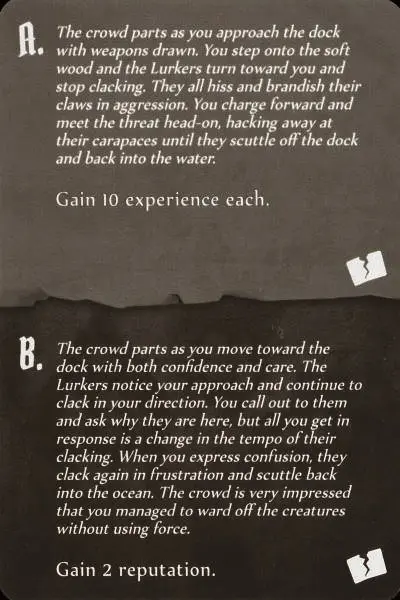 A.
The crowd parts as you approach the dock
with weapons drawn. You step onto the soft
wood and the Lurkers turn toward you and
stop clacking. They all hiss and brandish their
claws in aggression. You charge forward and
meet the threat head-on, hacking away at
their carapaces until they scuttle off the dock
and back into the water.
Gain 10 experience each.
B.
The crowd parts as you move toward the
dock with both confidence and care. The
Lurkers notice your approach and continue to
clack in your direction. You call out to them
and ask why they are here, but all you get in
response is a change in the tempo of their
clacking. When you express confusion, they
clack again in frustration and scuttle back
into the ocean. The crowd is very impressed
that you managed to ward off the creatures
without using force.
Gain 2 reputation.